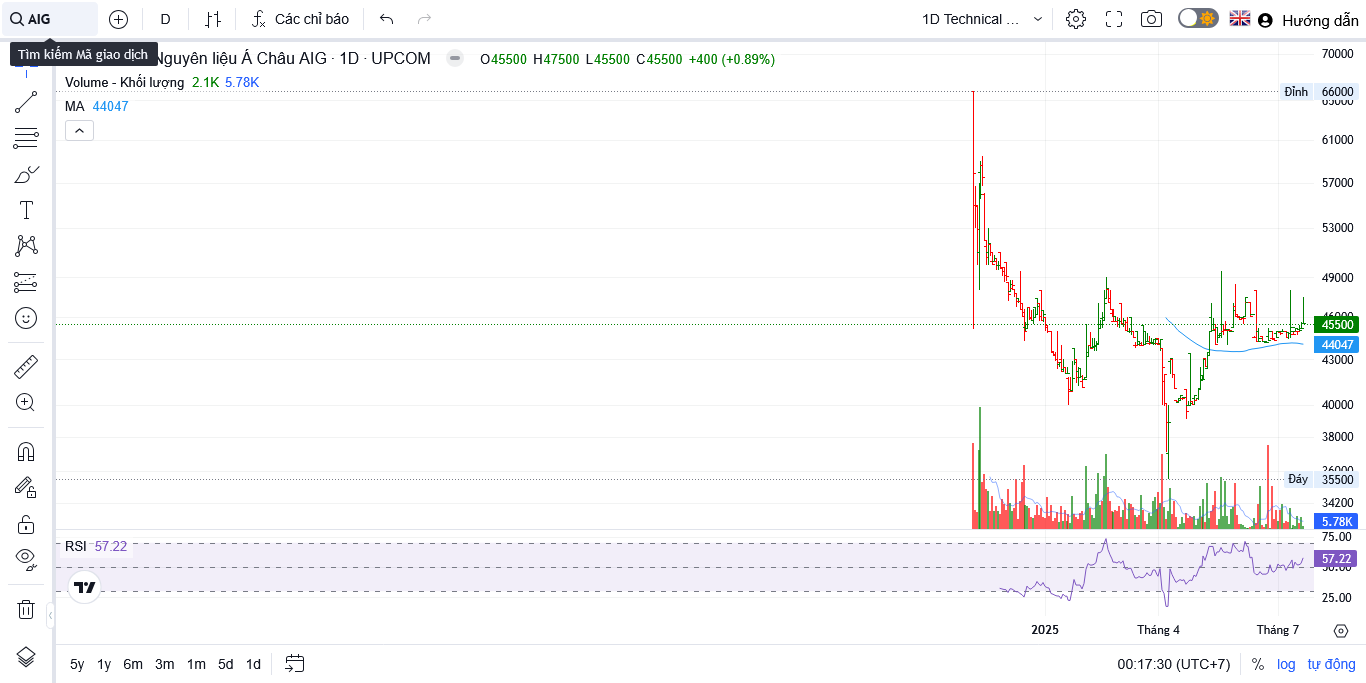 AIG
D
Các chỉ báo
1D Technical ...
Hướng dẫn
Tìm kiếm Mã giao dịch
Nguyên liệu Á Châu AIG · 1D · UPCOM
O45500 H47500 L45500 C45500 +400 (+0.89%)
Volume - Khối lượng 2.1K 5.78K
MA 44047
70000
Đỉnh 66000
65000
61000
57000
53000
49000
46000
45500
44047
43000
40000
38000
36000
Đáy 35500
34200
5.78K
75.00
RSI 57.22
57.22
50.00
25.00
2025 Tháng 4 Tháng 7
5y 1y 6m 3m 1m 5d 1d
00:17:30 (UTC+7) % log tự động